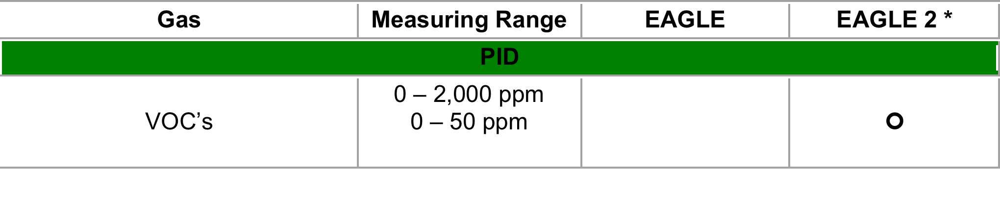 Gas Measuring Range EAGLE EAGLE 2 *
PID
0 – 2,000 ppm
VOC’s 0 – 50 ppm O